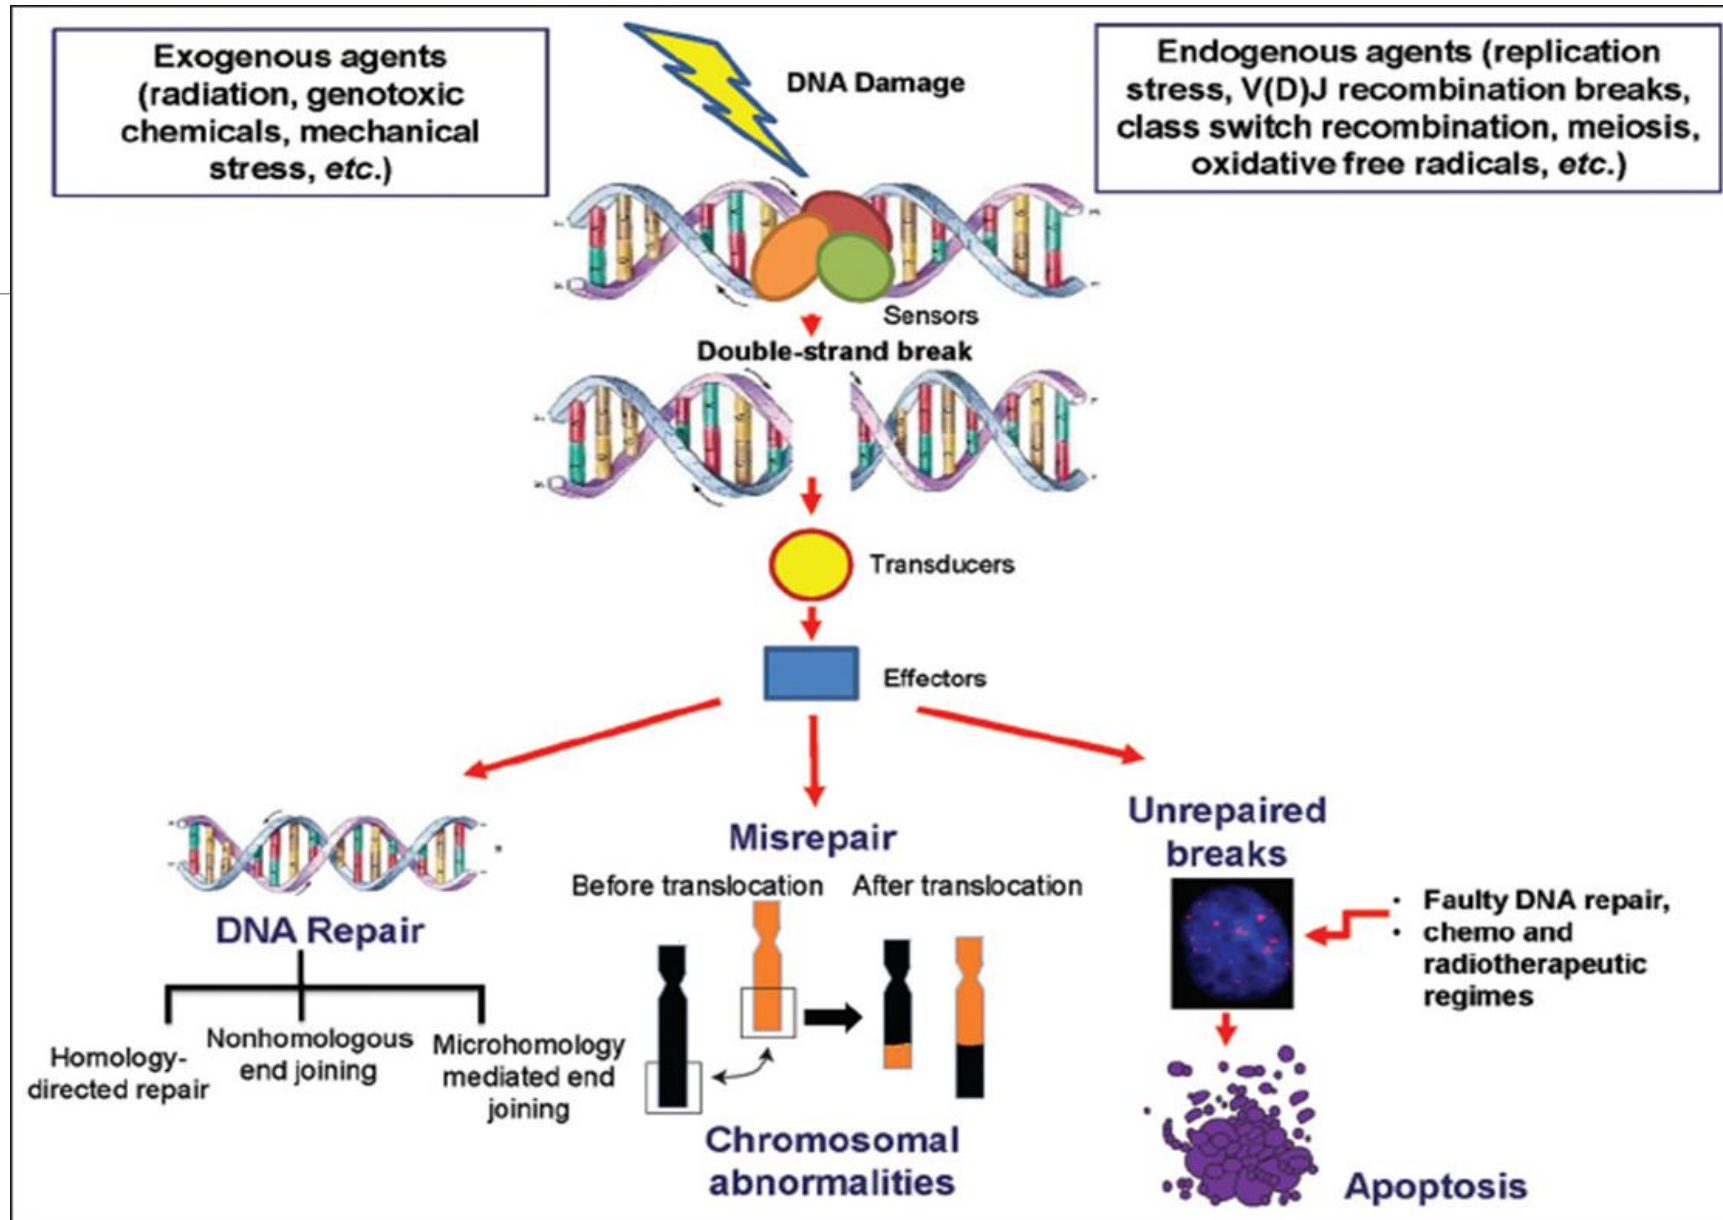 Exogenous agents
(radiation, genotoxic
chemicals, mechanical
stress, etc.)
DNA Damage
Endogenous agents (replication
stress, V(D)J recombination breaks,
class switch recombination, meiosis,
oxidative free radicals, etc.)
Sensors
Double-strand break
Transducers
Effectors
DNA Repair
Homology-
directed repair
Nonhomologous
end joining
Microhomology
mediated end
joining
Misrepair
Before translocation
After translocation
Chromosomal
abnormalities
Unrepaired
breaks
• Faulty DNA repair,
• chemo and
radiotherapeutic
regimes
Apoptosis